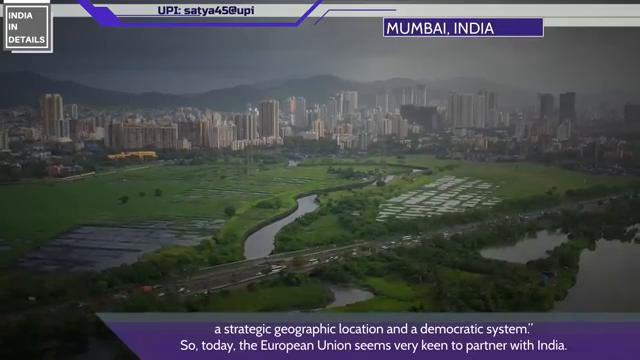 INDIA
IN
DETAILS
UPI: satya45@upi
MUMBAI, INDIA
a strategic geographic location and a democratic system.”
So, today, the European Union seems very keen to partner with India.